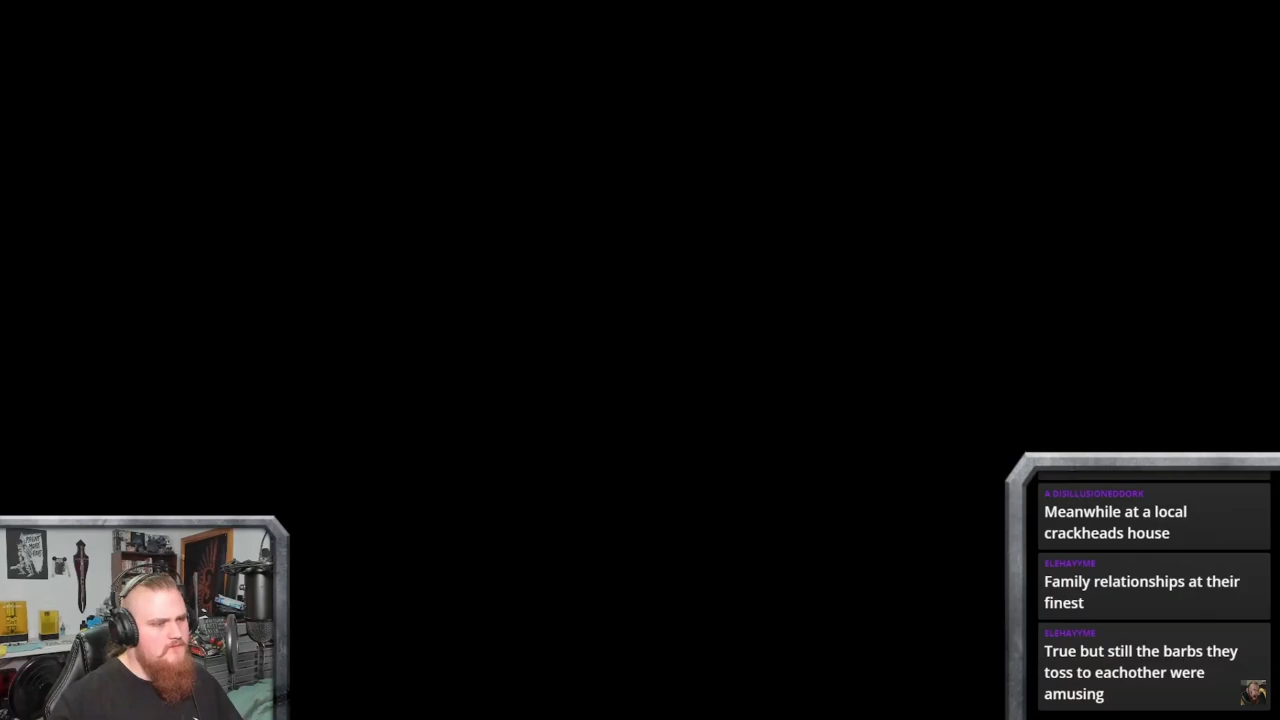 A DISILLUSIONEDDORK
Meanwhile at a local
crackheads house
ELEHAYYME
Family relationships at their
finest
ELEHAYYME
True but still the barbs they
toss to eachother were
amusing